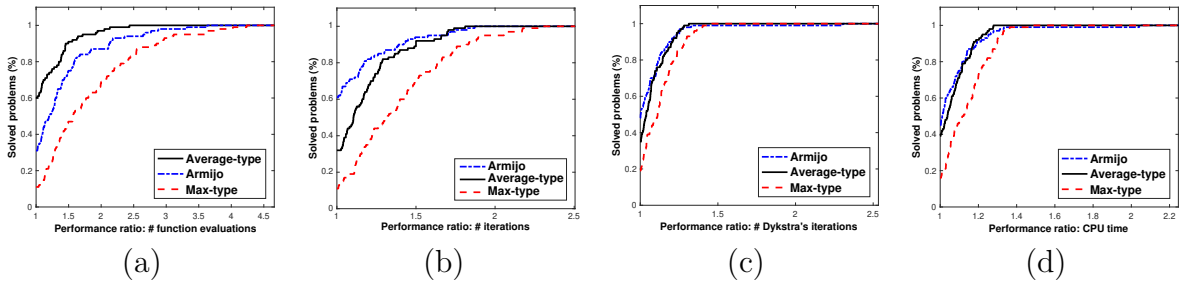 Solved problems (%)
1
0.8
0.6
0.4
0.2
0
1
1.5
2
2.5
3
3.5
4
4.5
Average-type
Armijo
Max-type
Performance ratio: # function evaluations
(a)
Solved problems (%)
1
0.8
0.6
0.4
0.2
0
1
1.5
2
2.5
Armijo
Average-type
Max-type
Performance ratio: # iterations
(b)
Solved problems (%)
1
0.8
0.6
0.4
0.2
0
1
1.5
2
2.5
Armijo
Average-type
Max-type
Performance ratio: # Dykstra's iterations
(c)
Solved problems (%)
1
0.8
0.6
0.4
0.2
0
1
1.2
1.4
1.6
1.8
2
2.2
Armijo
Average-type
Max-type
Performance ratio: CPU time
(d)